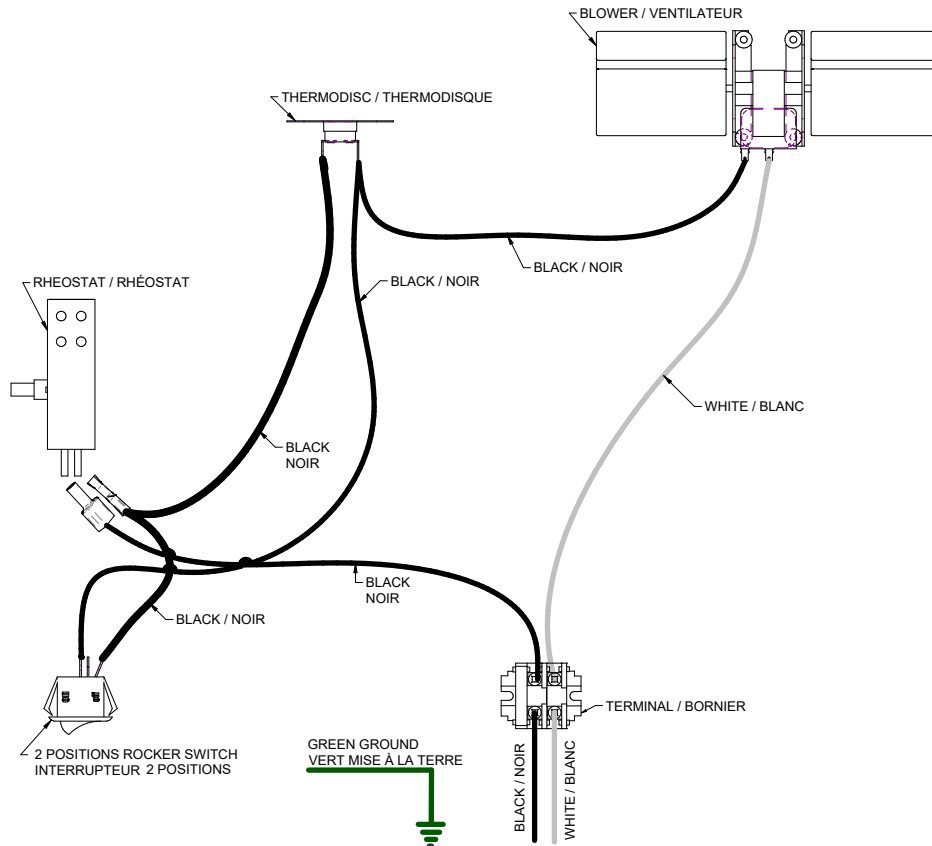 BLOWER / VENTILATEUR
THERMODISC / THERMODISQUE
BLACK / NOIR
RHEOSTAT / RHÉOSTAT
BLACK / NOIR
WHITE / BLANC
BLACK
NOIR
BLACK
NOIR
BLACK / NOIR
TERMINAL / BORNIER
2 POSITIONS ROCKER SWITCH
INTERRUPTEUR 2 POSITIONS
GREEN GROUND
VERT MISE À LA TERRE
BLACK / NOIR
WHITE / BLANC